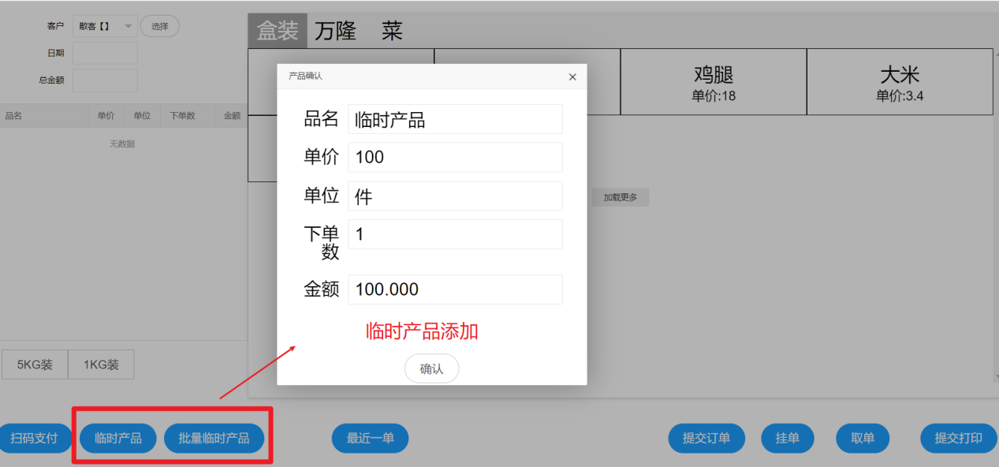 客户
散客【】
选择
日期
总金额
品名
单价
单位
下单数
金额
无数据
5KG装
1KG装
盒装
万隆
菜
鸡腿
单价:18
大米
单价:3.4
加载更多
产品确认
×
品名
临时产品
单价
100
单位
件
下单
数
1
金额
100.000
临时产品添加
确认
扫码支付
临时产品
批量临时产品
最近一单
提交订单
挂单
取单
提交打印